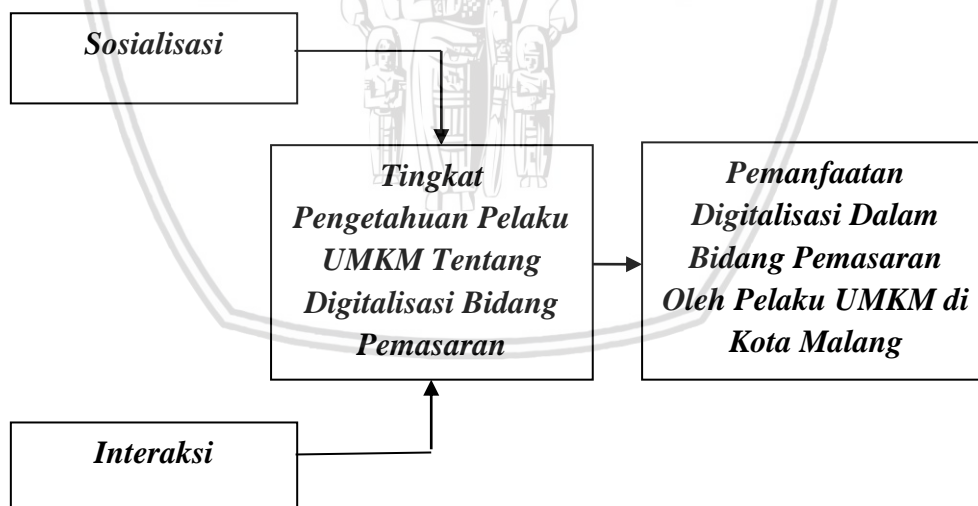 Sosialisasi
Tingkat
Pengetahuan Pelaku
UMKM Tentang
Digitalisasi Bidang
Pemasaran
Pemanfaatan
Digitalisasi Dalam
Bidang Pemasaran
Oleh Pelaku UMKM di
Kota Malang
Interaksi